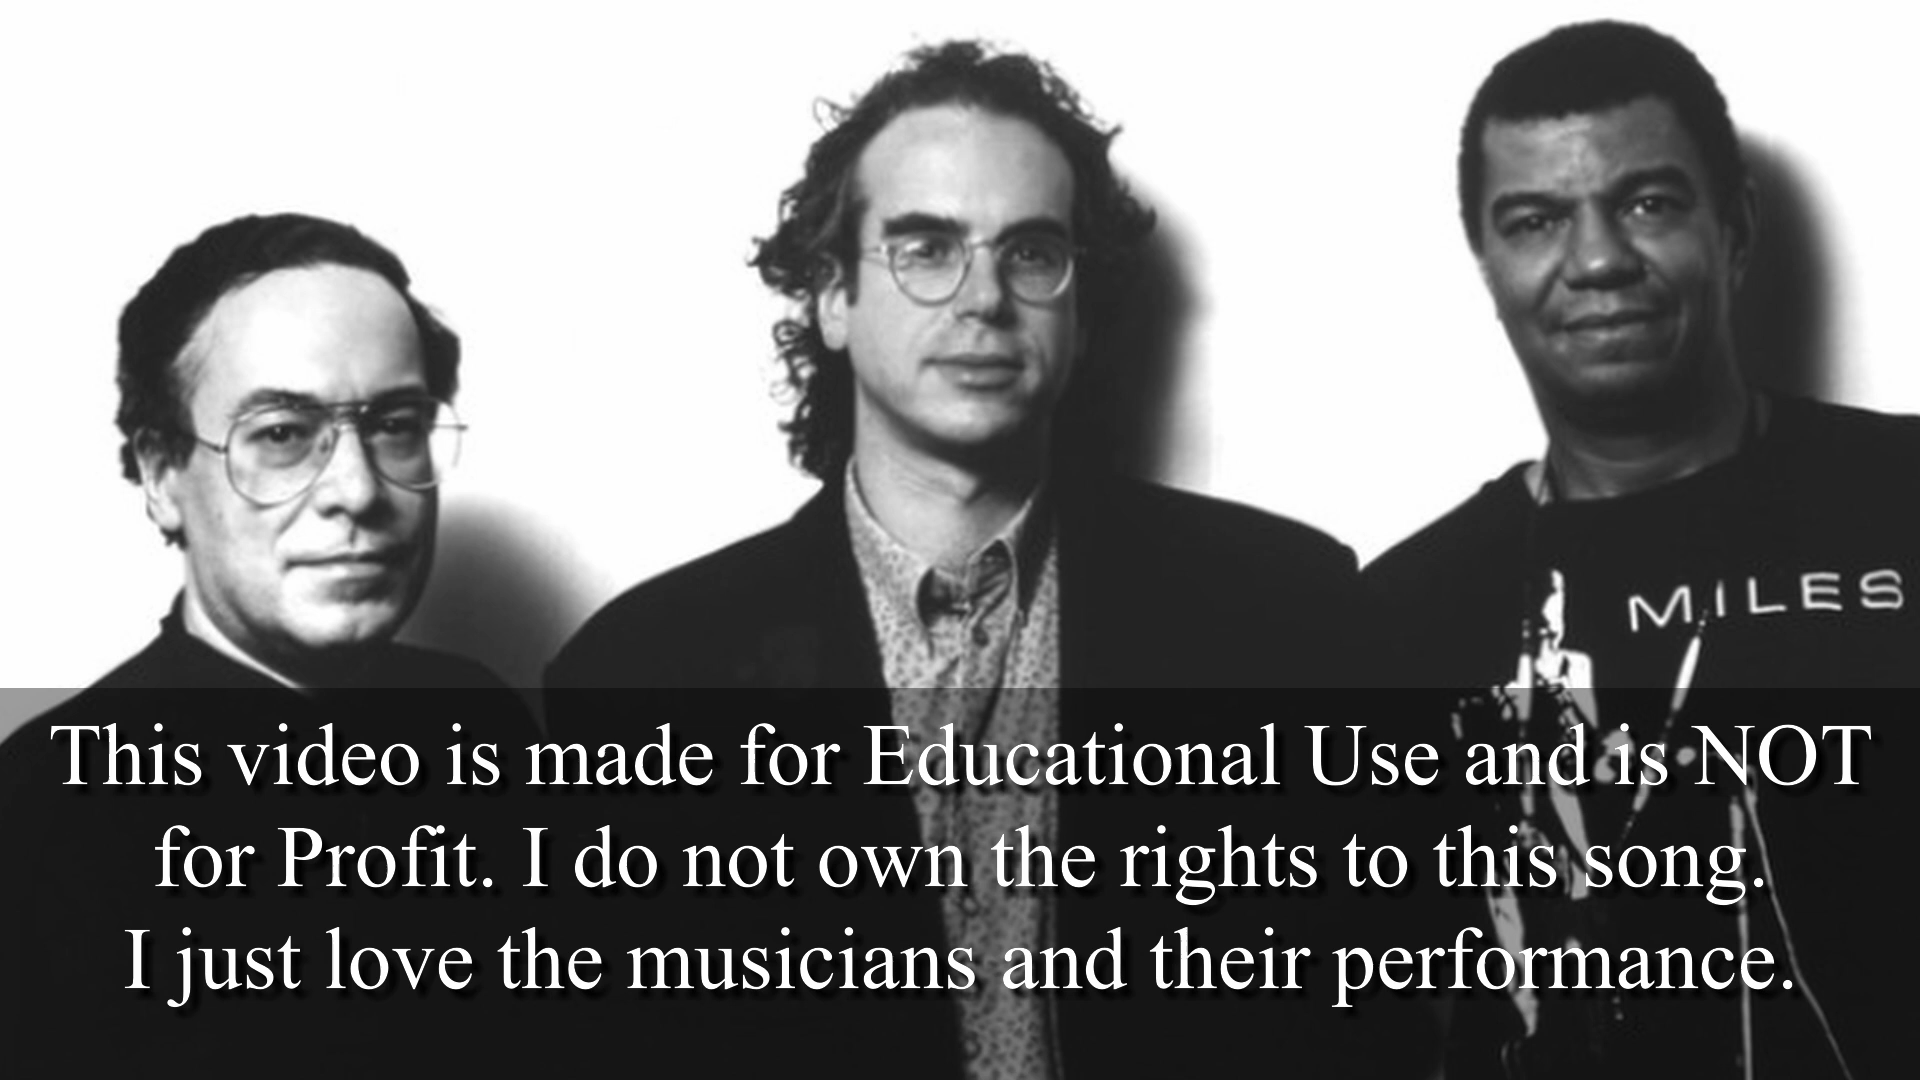 MILES
This video is made for Educational Use and is NOT
for Profit. I do not own the rights to this song.
I just love the musicians and their performance.